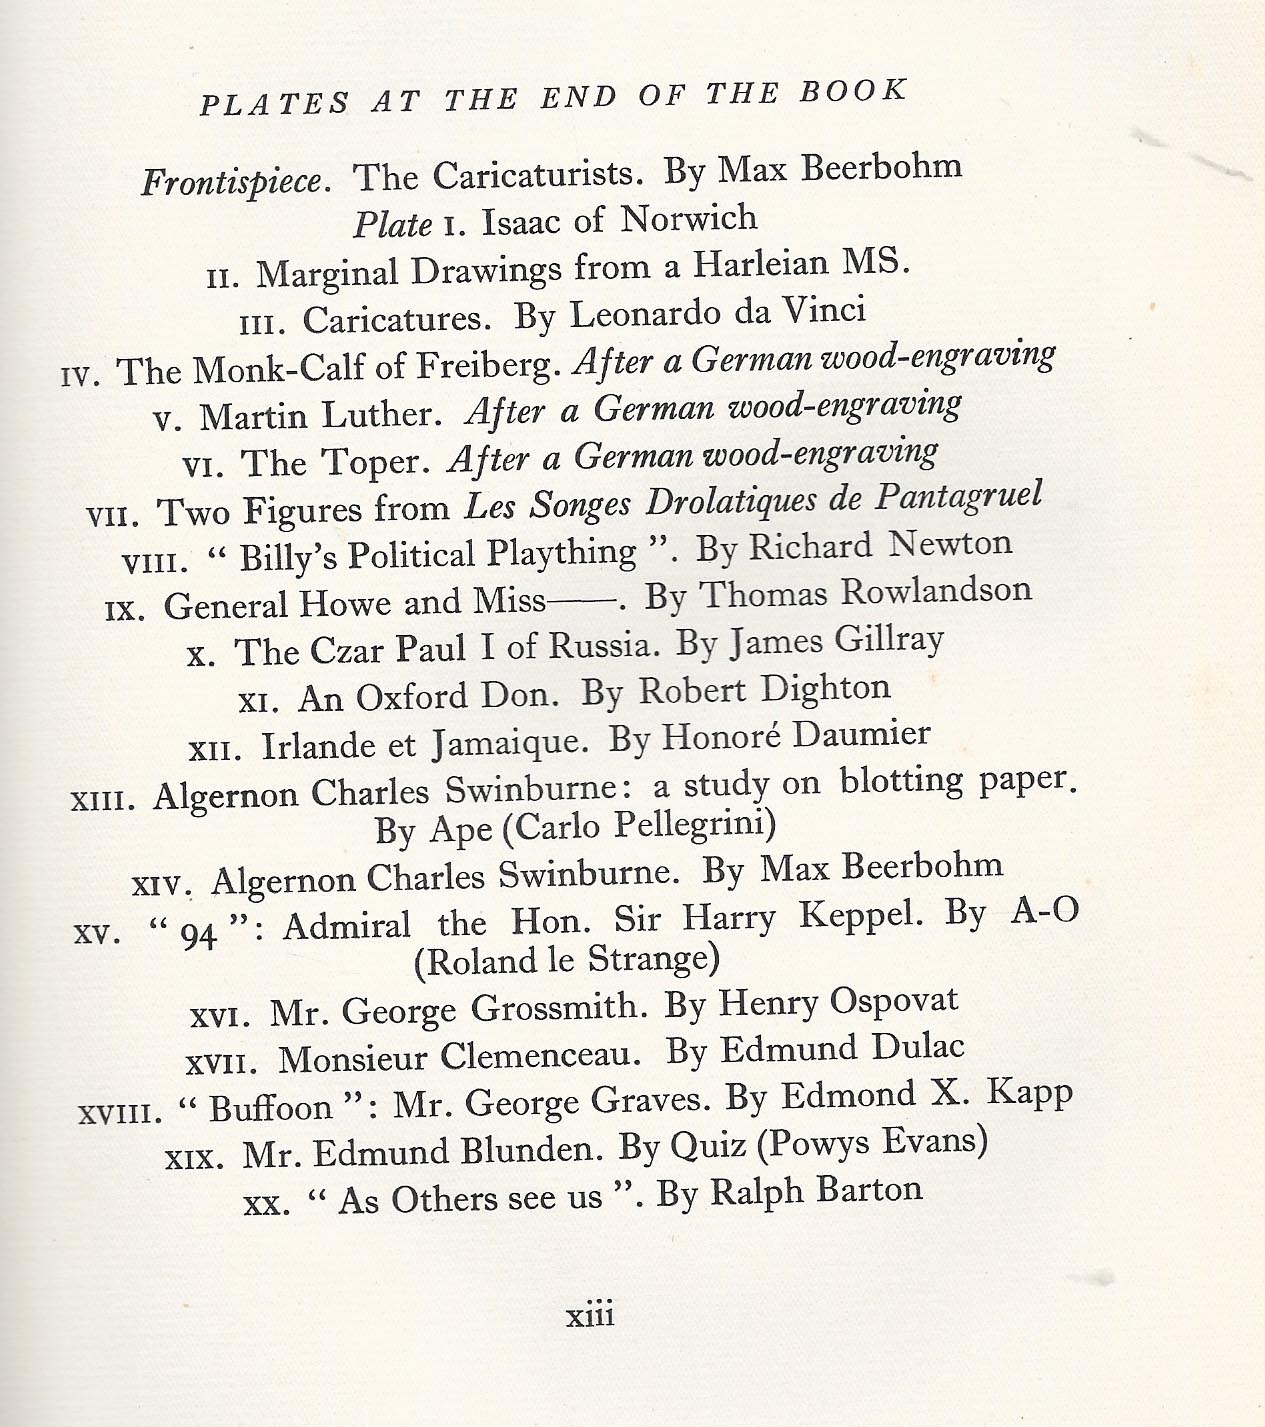 PLATES AT THE END OF THE BOOK
Frontispiece. The Caricaturists. By Max Beerbohm
Plate I. Isaac of Norwich
II. Marginal Drawings from a Harleian MS.
III. Caricatures. By Leonardo da Vinci
IV. The Monk-Calf of Freiberg. After a German wood-engraving
V. Martin Luther. After a German wood-engraving
VI. The Toper. After a German wood-engraving
VII. Two Figures from Les Songes Drolatiques de Pantagruel
VIII. “ Billy’s Political Plaything ”. By Richard Newton
IX. General Howe and Miss——. By Thomas Rowlandson
X. The Czar Paul I of Russia. By James Gillray
XI. An Oxford Don. By Robert Dighton
XII. Irlande et Jamaique. By Honoré Daumier
XIII. Algernon Charles Swinburne: a study on blotting paper.
By Ape (Carlo Pellegrini)
XIV. Algernon Charles Swinburne. By Max Beerbohm
XV. “ 94 ”: Admiral the Hon. Sir Harry Keppel. By A-O
(Roland le Strange)
XVI. Mr. George Grossmith. By Henry Ospovat
XVII. Monsieur Clemenceau. By Edmund Dulac
XVIII. “ Buffoon ”: Mr. George Graves. By Edmond X. Kapp
XIX. Mr. Edmund Blunden. By Quiz (Powys Evans)
XX. “ As Others see us ”. By Ralph Barton
xiii